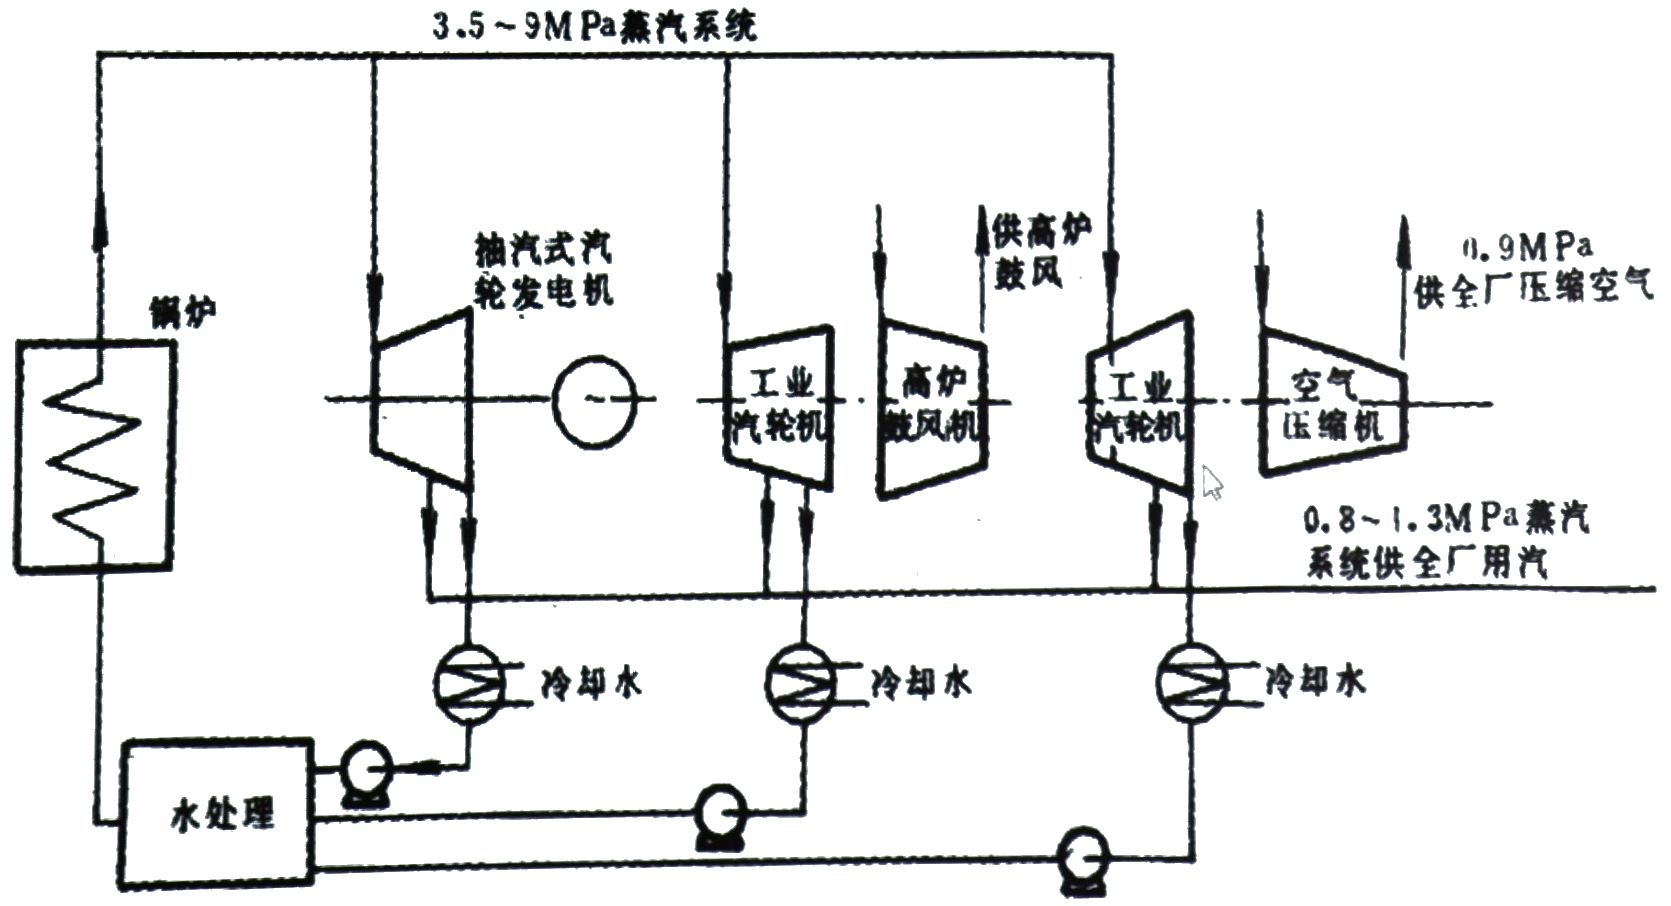 3.5~9MPa蒸汽系统
抽汽式汽
轮发电机
供高炉
鼓风
0.9MPa
供全厂压缩空气
锅炉
工业
汽轮机
高炉
鼓风机
工业
汽轮机
空气
压缩机
~
0.8~1.3MPa蒸汽
系统供全厂用汽
冷却水
冷却水
冷却水
水处理